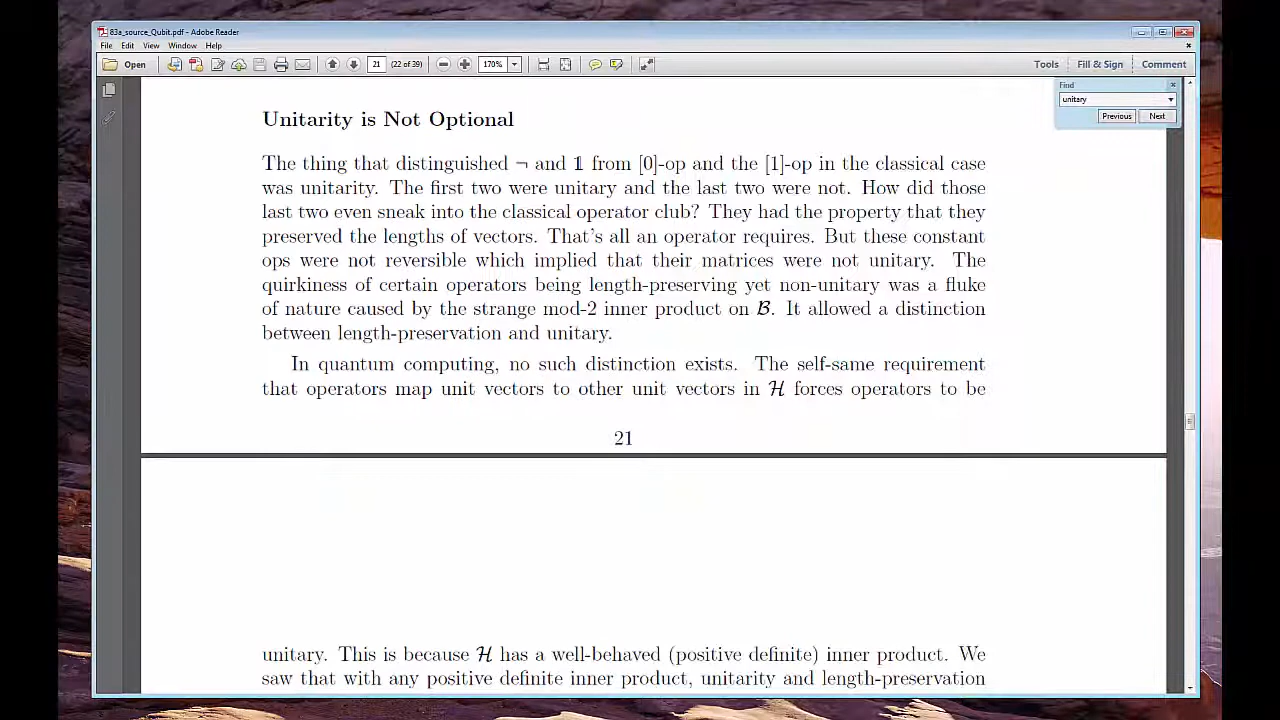 83a_source_Qubit.pdf - Adobe Reader
File Edit View Window Help
Open 21 (22 of 39) 170% Tools Fill & Sign Comment
Find
unitary
Previous Next
Unitarity is Not Optional
The thing that distinguished ¬ and 𝟙 from [0]-op and the [1]-op in the classical case
was unitarity. The first two were unitary and the last two were not. How did those
last two even sneak into the classical operator club? They had the property that they
preserved the lengths of vectors. That's all an operator requires. But these constant
ops were not reversible which implied that their matrices were not unitary. The
quirkiness of certain operators being length-preserving yet non-unitary was a fluke
of nature caused by the strange mod-2 inner product on ℬ. It allowed a distinction
between length-preservation and unitary.
In quantum computing, no such distinction exists. The self-same requirement
that operators map unit vectors to other unit vectors in ℋ forces operators to be
21
unitary. This is because ℋ has a well-behaved (positive definite) inner product. We
saw that with any positive definite inner product, unitarity and length-preservation